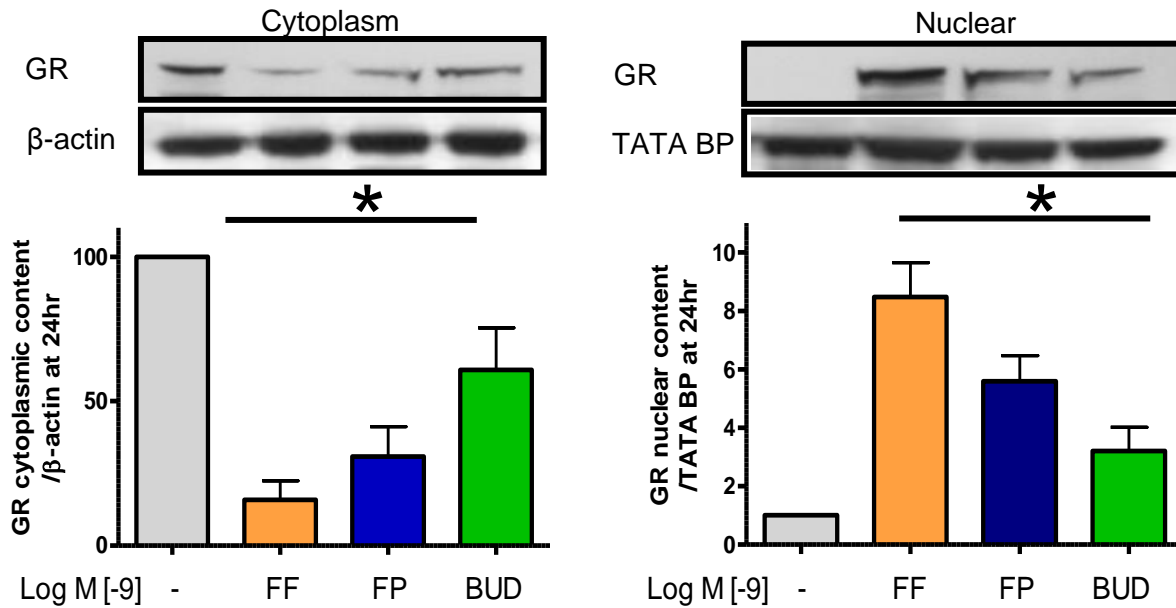 Cytoplasm
GR
β-actin
*
100
50
0
GR cytoplasmic content
/β-actin at 24hr
Log M [-9] - FF FP BUD
Nuclear
GR
TATA BP
*
10
8
6
4
2
0
GR nuclear content
/TATA BP at 24hr
Log M [-9] - FF FP BUD